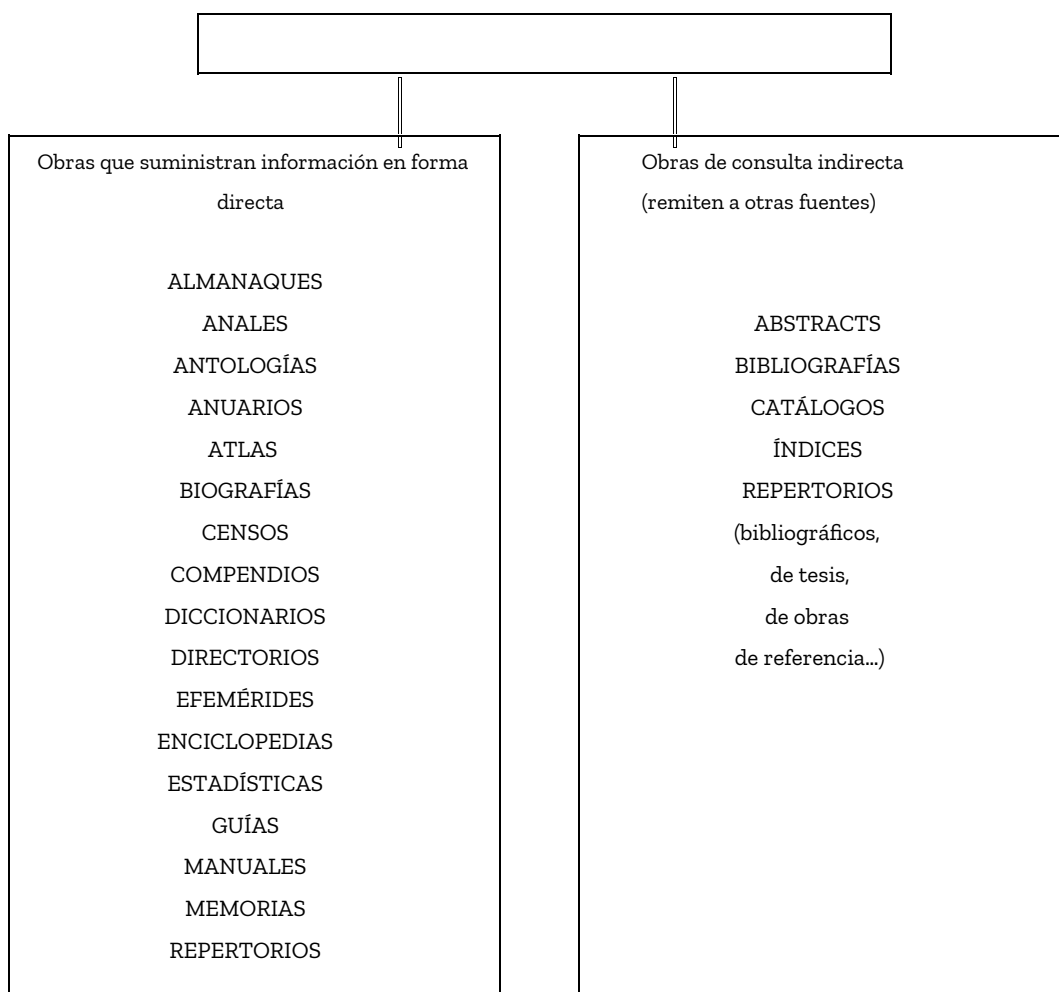 Obras que suministran información en forma
directa
ALMANAQUES
ANALES
ANTOLOGÍAS
ANUARIOS
ATLAS
BIOGRAFÍAS
CENSOS
COMPENDIOS
DICCIONARIOS
DIRECTORIOS
EFEMÉRIDES
ENCICLOPEDIAS
ESTADÍSTICAS
GUÍAS
MANUALES
MEMORIAS
REPERTORIOS
Obras de consulta indirecta
(remiten a otras fuentes)
ABSTRACTS
BIBLIOGRAFÍAS
CATÁLOGOS
ÍNDICES
REPERTORIOS
(bibliográficos,
de tesis,
de obras
de referencia...)